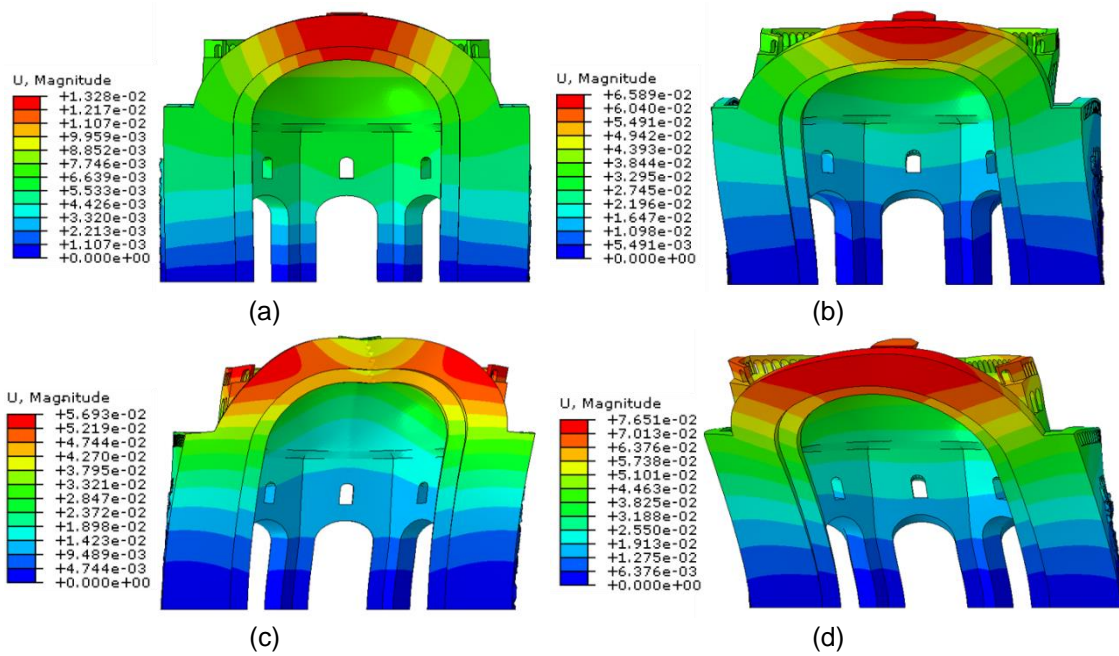 U, Magnitude
+1.328e-02
+1.217e-02
+1.107e-02
+9.959e-03
+8.852e-03
+7.746e-03
+6.639e-03
+5.533e-03
+4.426e-03
+3.320e-03
+2.213e-03
+1.107e-03
+0.000e+00
(a)
U, Magnitude
+6.589e-02
+6.040e-02
+5.491e-02
+4.942e-02
+4.393e-02
+3.844e-02
+3.295e-02
+2.745e-02
+2.196e-02
+1.647e-02
+1.098e-02
+5.491e-03
+0.000e+00
(b)
U, Magnitude
+5.693e-02
+5.219e-02
+4.744e-02
+4.270e-02
+3.795e-02
+3.321e-02
+2.847e-02
+2.372e-02
+1.898e-02
+1.423e-02
+9.489e-03
+4.744e-03
+0.000e+00
(c)
U, Magnitude
+7.651e-02
+7.013e-02
+6.376e-02
+5.738e-02
+5.101e-02
+4.463e-02
+3.825e-02
+3.188e-02
+2.550e-02
+1.913e-02
+1.275e-02
+6.376e-03
+0.000e+00
(d)